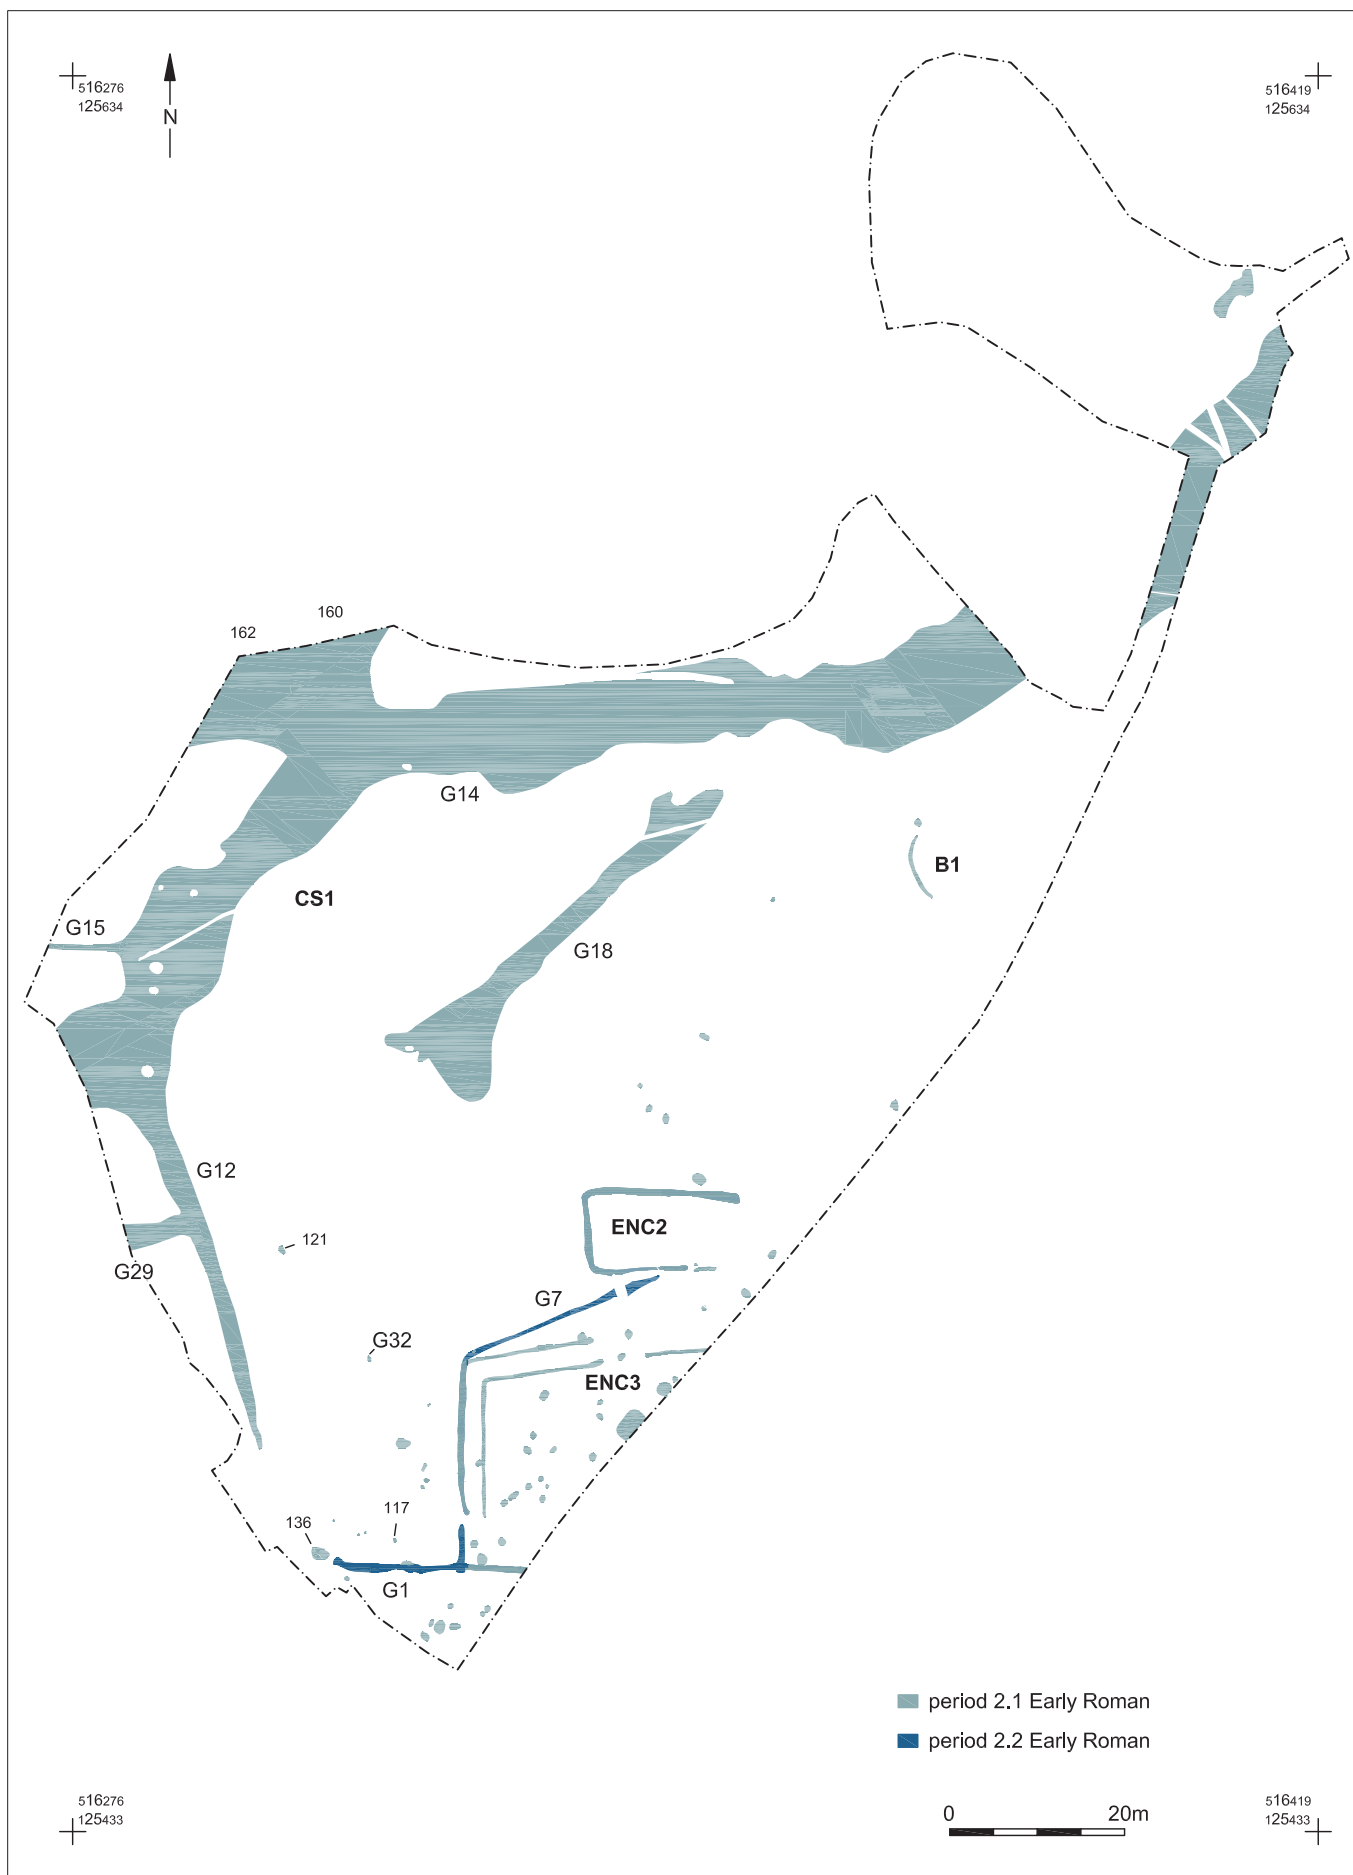 516276
125634
N
516419
125634
160
162
G14
B1
CS1
G15
G18
G12
ENC2
121
G29
G7
G32
ENC3
117
136
G1
period 2.1 Early Roman
period 2.2 Early Roman
516276
125433
0 20m
516419
125433